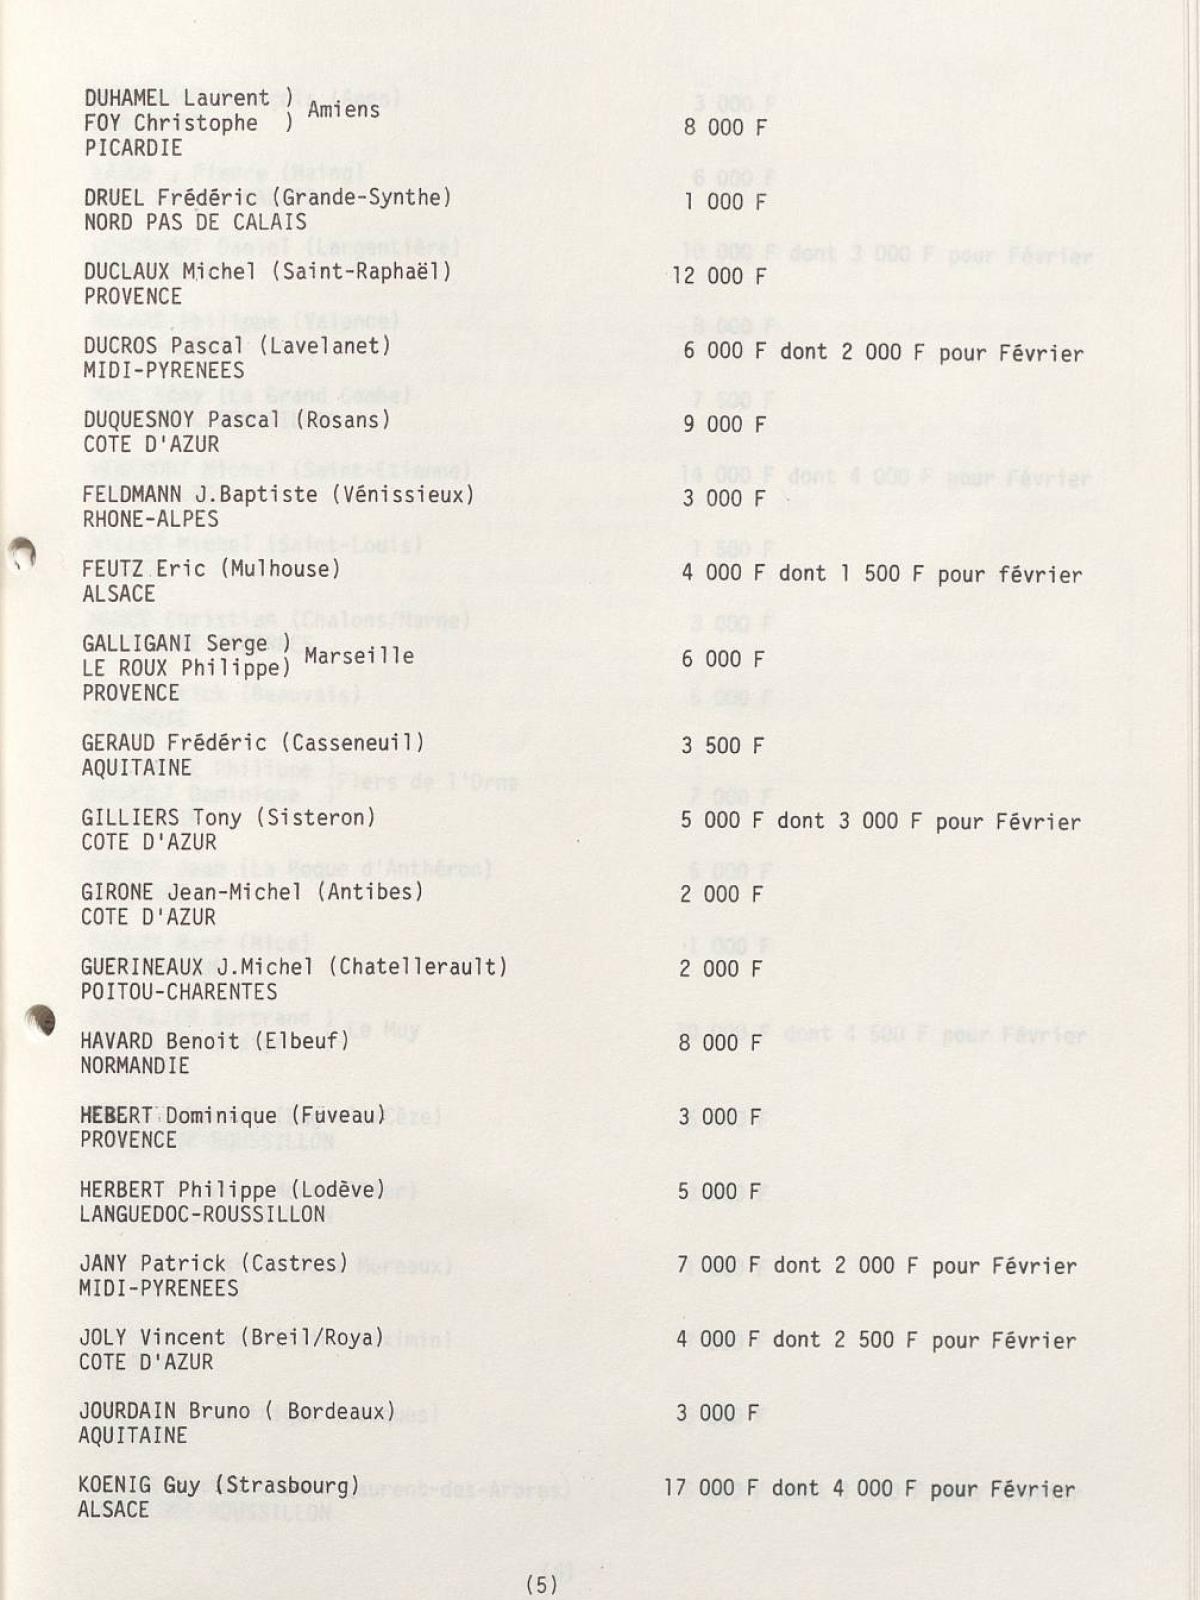 DUHAMEL Laurent )
FOY Christophe ) Amiens 8 000 F
PICARDIE
DRUEL Frédéric (Grande-Synthe) 1 000 F
NORD PAS DE CALAIS
DUCLAUX Michel (Saint-Raphaël) 12 000 F
PROVENCE
DUCROS Pascal (Lavelanet) 6 000 F dont 2 000 F pour Février
MIDI-PYRENEES
DUQUESNOY Pascal (Rosans) 9 000 F
COTE D'AZUR
FELDMANN J.Baptiste (Vénissieux) 3 000 F
RHONE-ALPES
FEUTZ Eric (Mulhouse) 4 000 F dont 1 500 F pour février
ALSACE
GALLIGANI Serge )
LE ROUX Philippe) Marseille 6 000 F
PROVENCE
GERAUD Frédéric (Casseneuil) 3 500 F
AQUITAINE
GILLIERS Tony (Sisteron) 5 000 F dont 3 000 F pour Février
COTE D'AZUR
GIRONE Jean-Michel (Antibes) 2 000 F
COTE D'AZUR
GUERINEAUX J.Michel (Chatellerault) 2 000 F
POITOU-CHARENTES
HAVARD Benoit (Elbeuf) 8 000 F
NORMANDIE
HEBERT Dominique (Fuveau) 3 000 F
PROVENCE
HERBERT Philippe (Lodève) 5 000 F
LANGUEDOC-ROUSSILLON
JANY Patrick (Castres) 7 000 F dont 2 000 F pour Février
MIDI-PYRENEES
JOLY Vincent (Breil/Roya) 4 000 F dont 2 500 F pour Février
COTE D'AZUR
JOURDAIN Bruno ( Bordeaux) 3 000 F
AQUITAINE
KOENIG Guy (Strasbourg) 17 000 F dont 4 000 F pour Février
ALSACE
(5)